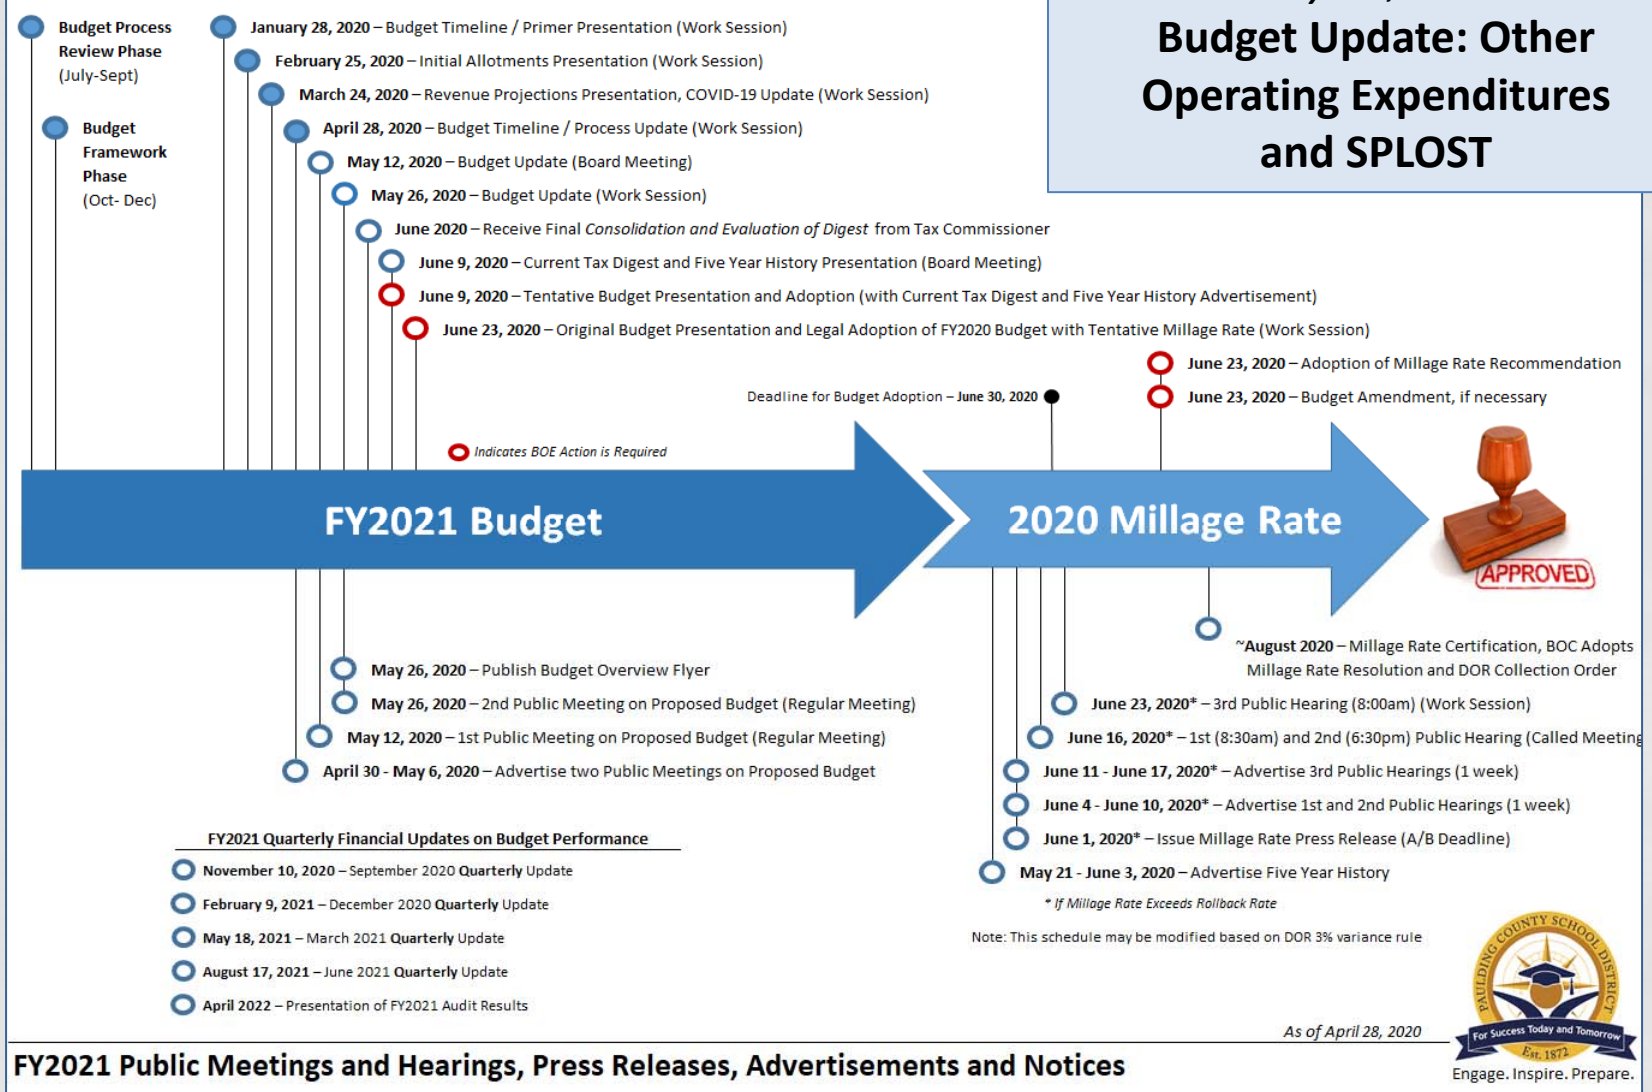 Budget Process
Review Phase
(July-Sept)
Budget
Framework
Phase
(Oct- Dec)
January 28, 2020 – Budget Timeline / Primer Presentation (Work Session)
February 25, 2020 – Initial Allotments Presentation (Work Session)
March 24, 2020 – Revenue Projections Presentation, COVID-19 Update (Work Session)
April 28, 2020 – Budget Timeline / Process Update (Work Session)
May 12, 2020 – Budget Update (Board Meeting)
May 26, 2020 – Budget Update (Work Session)
June 2020 – Receive Final Consolidation and Evaluation of Digest from Tax Commissioner
June 9, 2020 – Current Tax Digest and Five Year History Presentation (Board Meeting)
June 9, 2020 – Tentative Budget Presentation and Adoption (with Current Tax Digest and Five Year History Advertisement)
June 23, 2020 – Original Budget Presentation and Legal Adoption of FY2020 Budget with Tentative Millage Rate (Work Session)
Budget Update: Other
Operating Expenditures
and SPLOST
June 23, 2020 – Adoption of Millage Rate Recommendation
June 23, 2020 – Budget Amendment, if necessary
Deadline for Budget Adoption – June 30, 2020
Indicates BOE Action is Required
FY2021 Budget
2020 Millage Rate
APPROVED
May 26, 2020 – Publish Budget Overview Flyer
May 26, 2020 – 2nd Public Meeting on Proposed Budget (Regular Meeting)
May 12, 2020 – 1st Public Meeting on Proposed Budget (Regular Meeting)
April 30 - May 6, 2020 – Advertise two Public Meetings on Proposed Budget
~August 2020 – Millage Rate Certification, BOC Adopts
Millage Rate Resolution and DOR Collection Order
June 23, 2020* – 3rd Public Hearing (8:00am) (Work Session)
June 16, 2020* – 1st (8:30am) and 2nd (6:30pm) Public Hearing (Called Meeting
June 11 - June 17, 2020* – Advertise 3rd Public Hearings (1 week)
June 4 - June 10, 2020* – Advertise 1st and 2nd Public Hearings (1 week)
June 1, 2020* – Issue Millage Rate Press Release (A/B Deadline)
May 21 - June 3, 2020 – Advertise Five Year History
* If Millage Rate Exceeds Rollback Rate
Note: This schedule may be modified based on DOR 3% variance rule
FY2021 Quarterly Financial Updates on Budget Performance
November 10, 2020 – September 2020 Quarterly Update
February 9, 2021 – December 2020 Quarterly Update
May 18, 2021 – March 2021 Quarterly Update
August 17, 2021 – June 2021 Quarterly Update
April 2022 – Presentation of FY2021 Audit Results
As of April 28, 2020
FY2021 Public Meetings and Hearings, Press Releases, Advertisements and Notices
PAULDING COUNTY SCHOOL DISTRICT
For Success Today and Tomorrow
Est. 1872
Engage. Inspire. Prepare.